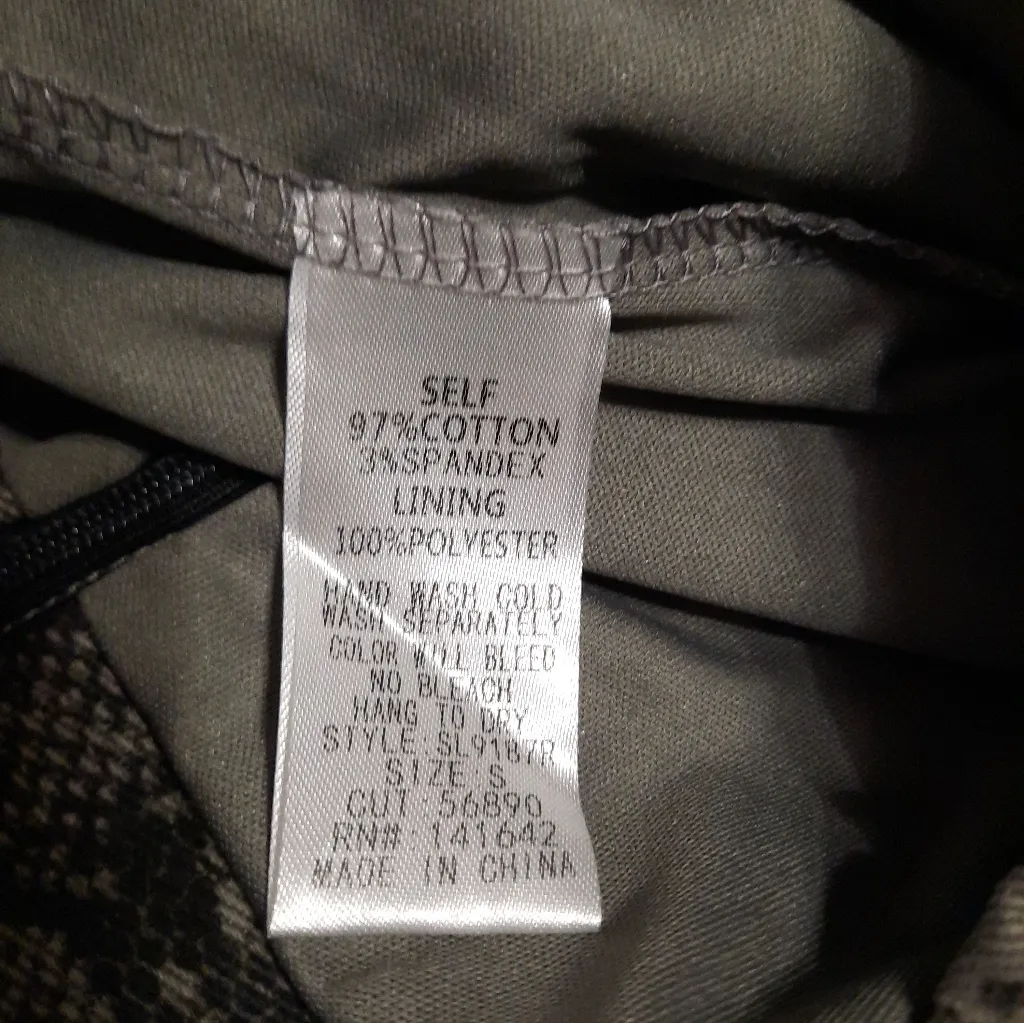 SELF
97%COTTON
3%SPANDEX
LINING
100%POLYESTER
HAND WASH COLD
WASH SEPARATELY
COLOR WILL BLEED
NO BLEACH
HANG TO DRY
STYLE:SL9187R
SIZE:S
CUT:56890
RN#:141642
MADE IN CHINA